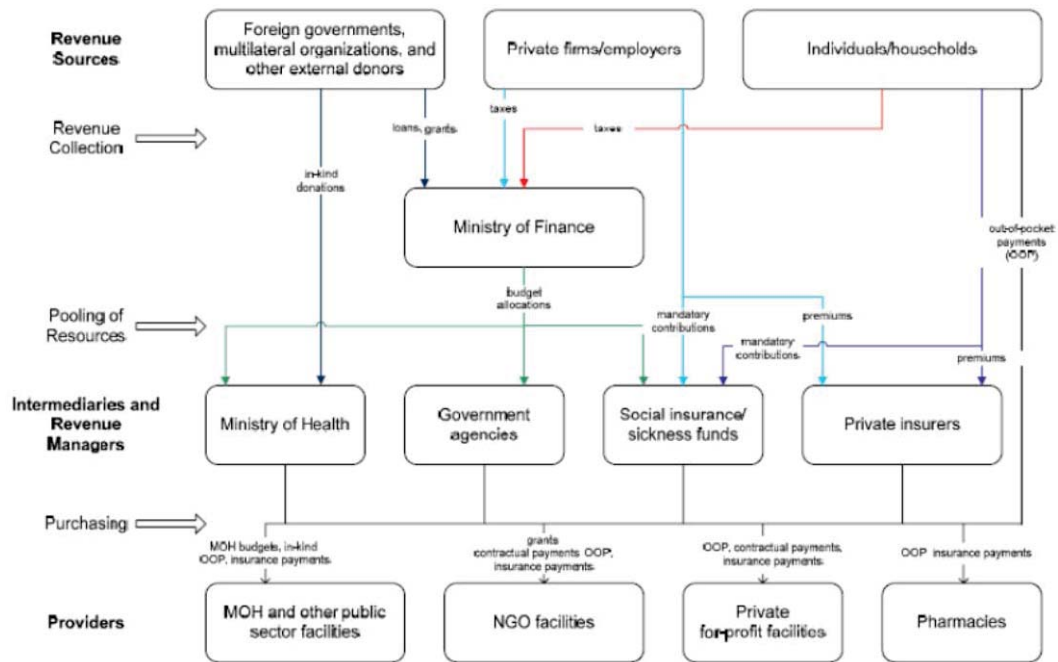 Revenue
Sources
Foreign governments,
multilateral organizations, and
other external donors
Private firms/employers
Individuals/households
Revenue
Collection
loans, grants
taxes
taxes
in-kind
donations
Ministry of Finance
out-of-pocket
payments
(OOP)
Pooling of
Resources
budget
allocations
mandatory
contributions
premiums
mandatory
contributions
premiums
Intermediaries and
Revenue
Managers
Ministry of Health
Government
agencies
Social insurance/
sickness funds
Private insurers
Purchasing
MOH budgets, in-kind
OOP, insurance payments
grants
contractual payments OOP,
insurance payments
OOP, contractual payments,
insurance payments
OOP insurance payments
Providers
MOH and other public
sector facilities
NGO facilities
Private
for-profit facilities
Pharmacies